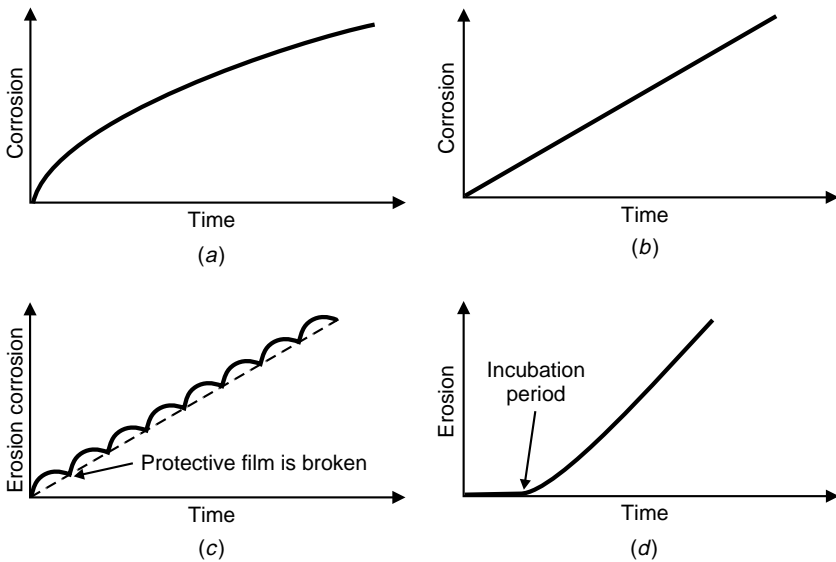 Corrosion
Time
(a)
Corrosion
Time
(b)
Erosion corrosion
Protective film is broken
Time
(c)
Erosion
Incubation
period
Time
(d)